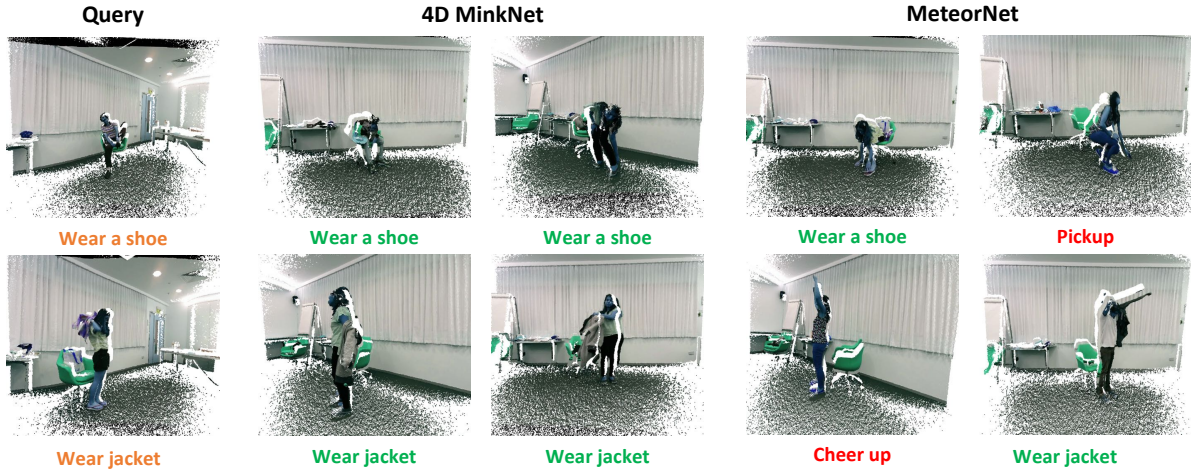 Query
4D MinkNet
MeteorNet
Wear a shoe
Wear a shoe
Wear a shoe
Wear a shoe
Pickup
Wear jacket
Wear jacket
Wear jacket
Cheer up
Wear jacket